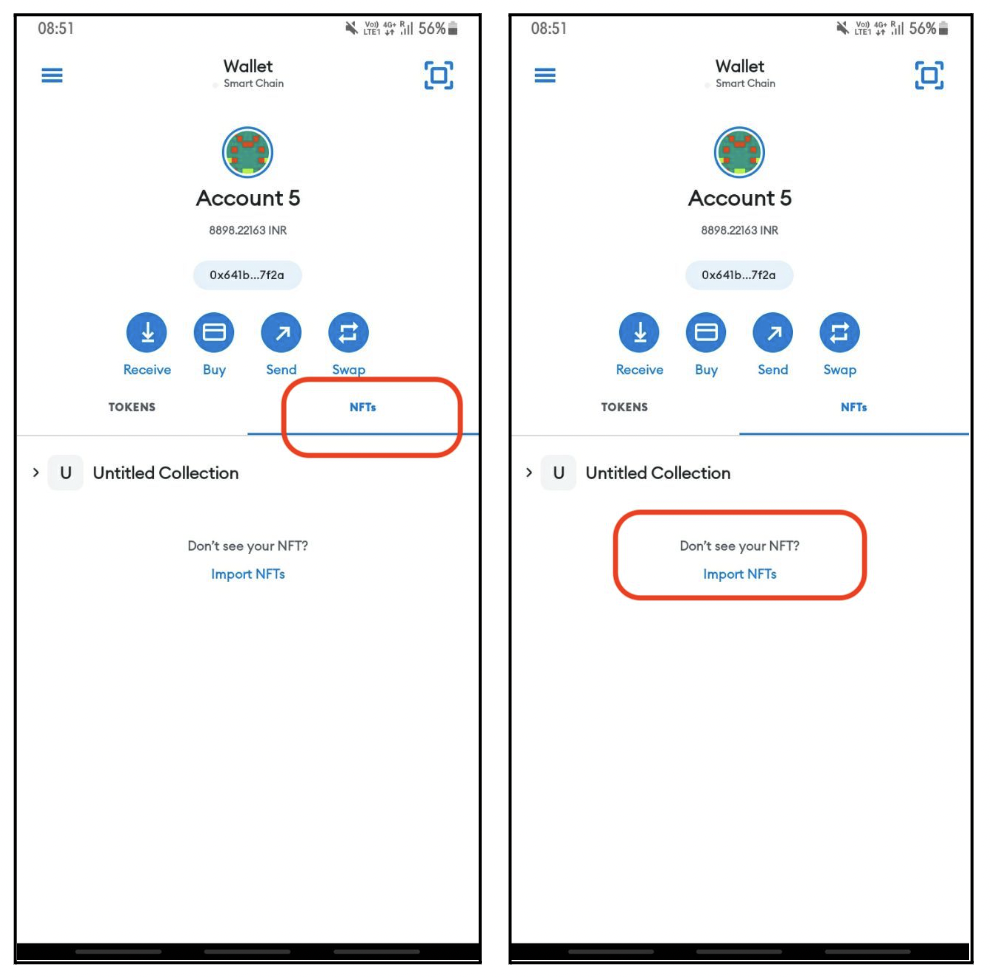 08:51
Vo)) 4G+ R 56%
LTE1
Wallet
Smart Chain
Account 5
8898.22163 INR
0x641b...7f2a
Receive Buy Send Swap
TOKENS NFTs
U Untitled Collection
Don't see your NFT?
Import NFTs
08:51
Vo)) 4G+ R 56%
LTE1
Wallet
Smart Chain
Account 5
8898.22163 INR
0x641b...7f2a
Receive Buy Send Swap
TOKENS NFTs
U Untitled Collection
Don't see your NFT?
Import NFTs